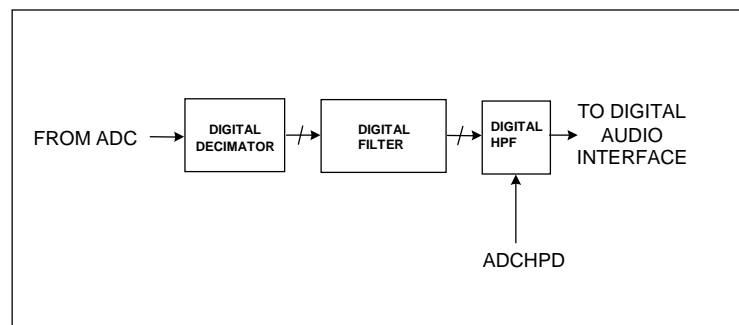 FROM ADC
DIGITAL
DECIMATOR
DIGITAL
FILTER
DIGITAL
HPF
TO DIGITAL
AUDIO
INTERFACE
ADCHPD